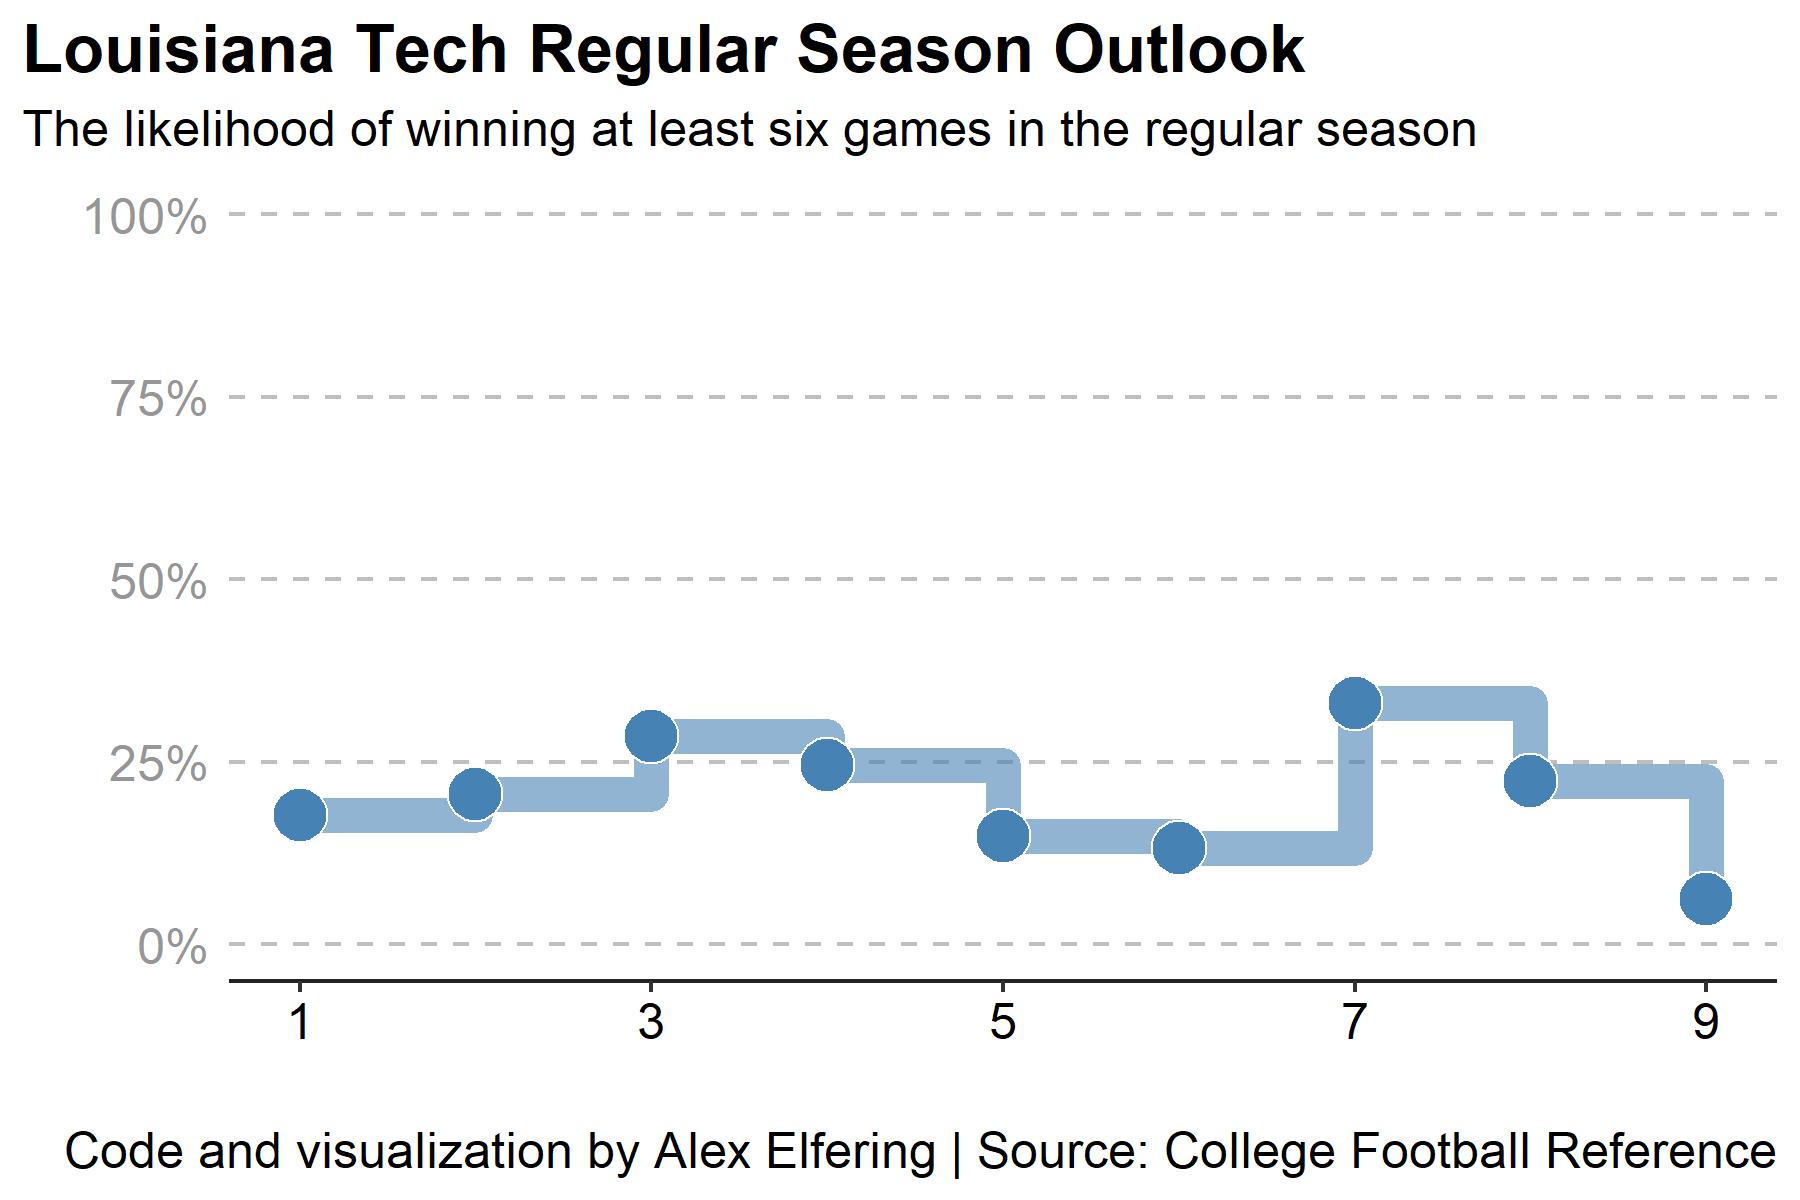 Louisiana Tech Regular Season Outlook
The likelihood of winning at least six games in the regular season
100%
75%
50%
25%
0%
1 3 5 7 9
Code and visualization by Alex Elfering | Source: College Football Reference